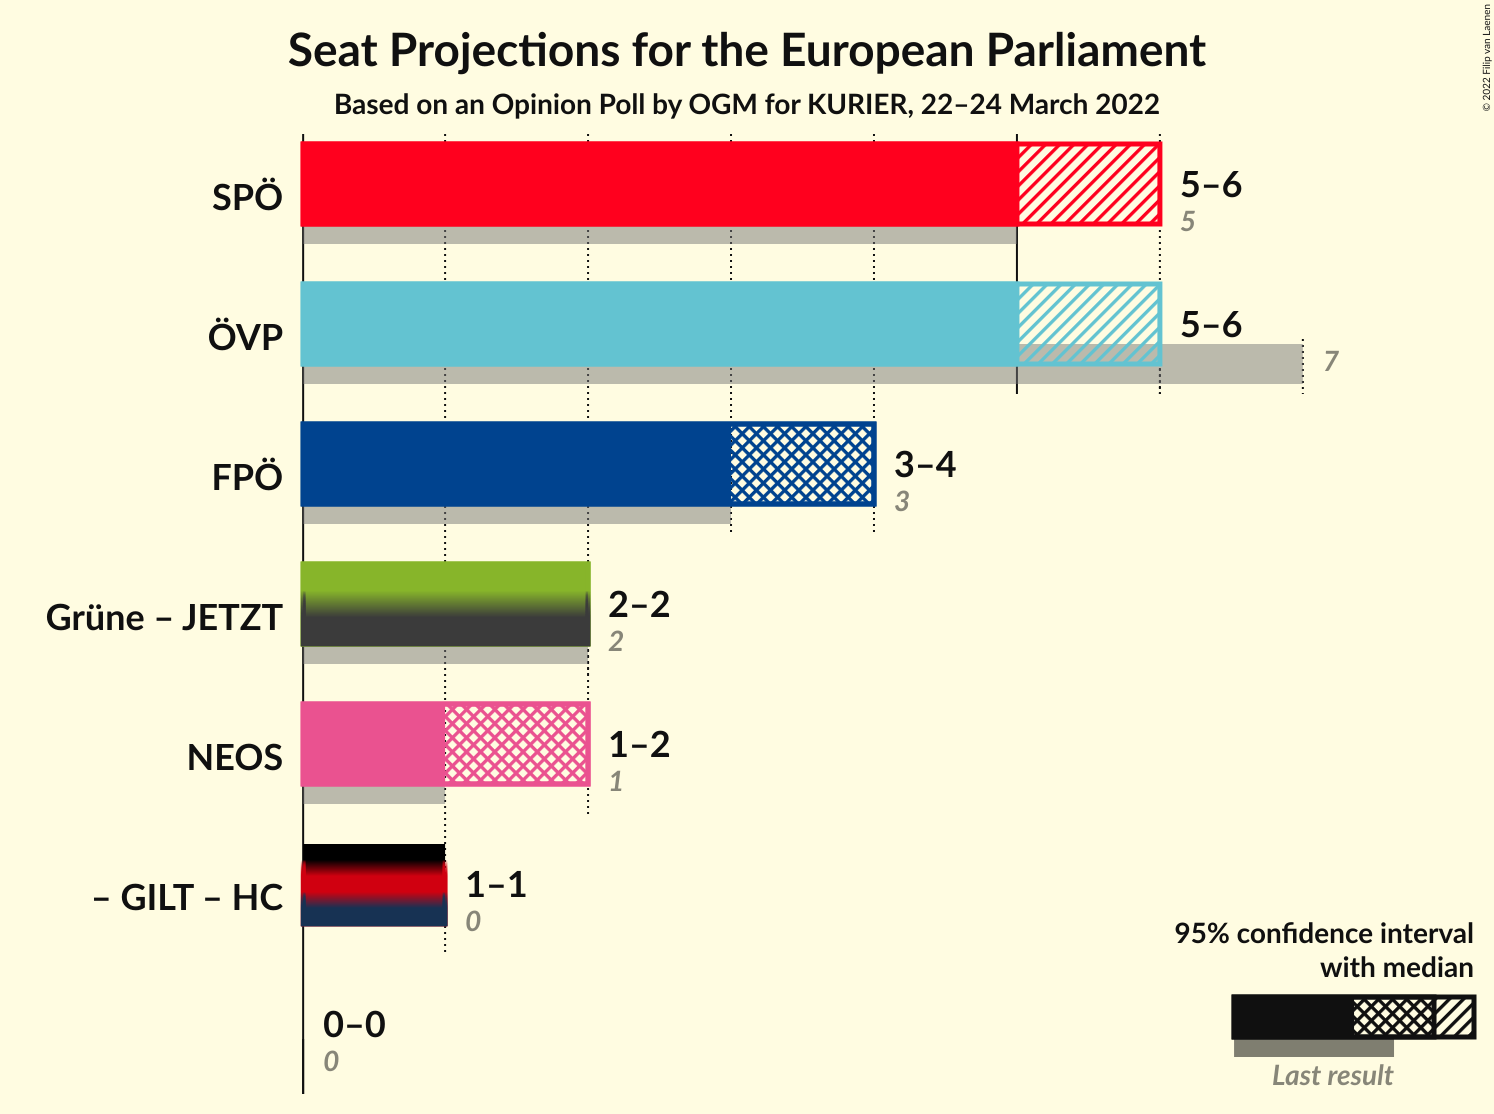 Seat Projections for the European Parliament
Based on an Opinion Poll by OGM for KURIER, 22–24 March 2022
© 2022 Filip van Laenen
SPÖ
5–6
5
ÖVP
5–6
7
FPÖ
3–4
3
Grüne – JETZT
2–2
2
NEOS
1–2
1
– GILT – HC
1–1
0
0–0
0
95% confidence interval
with median
Last result